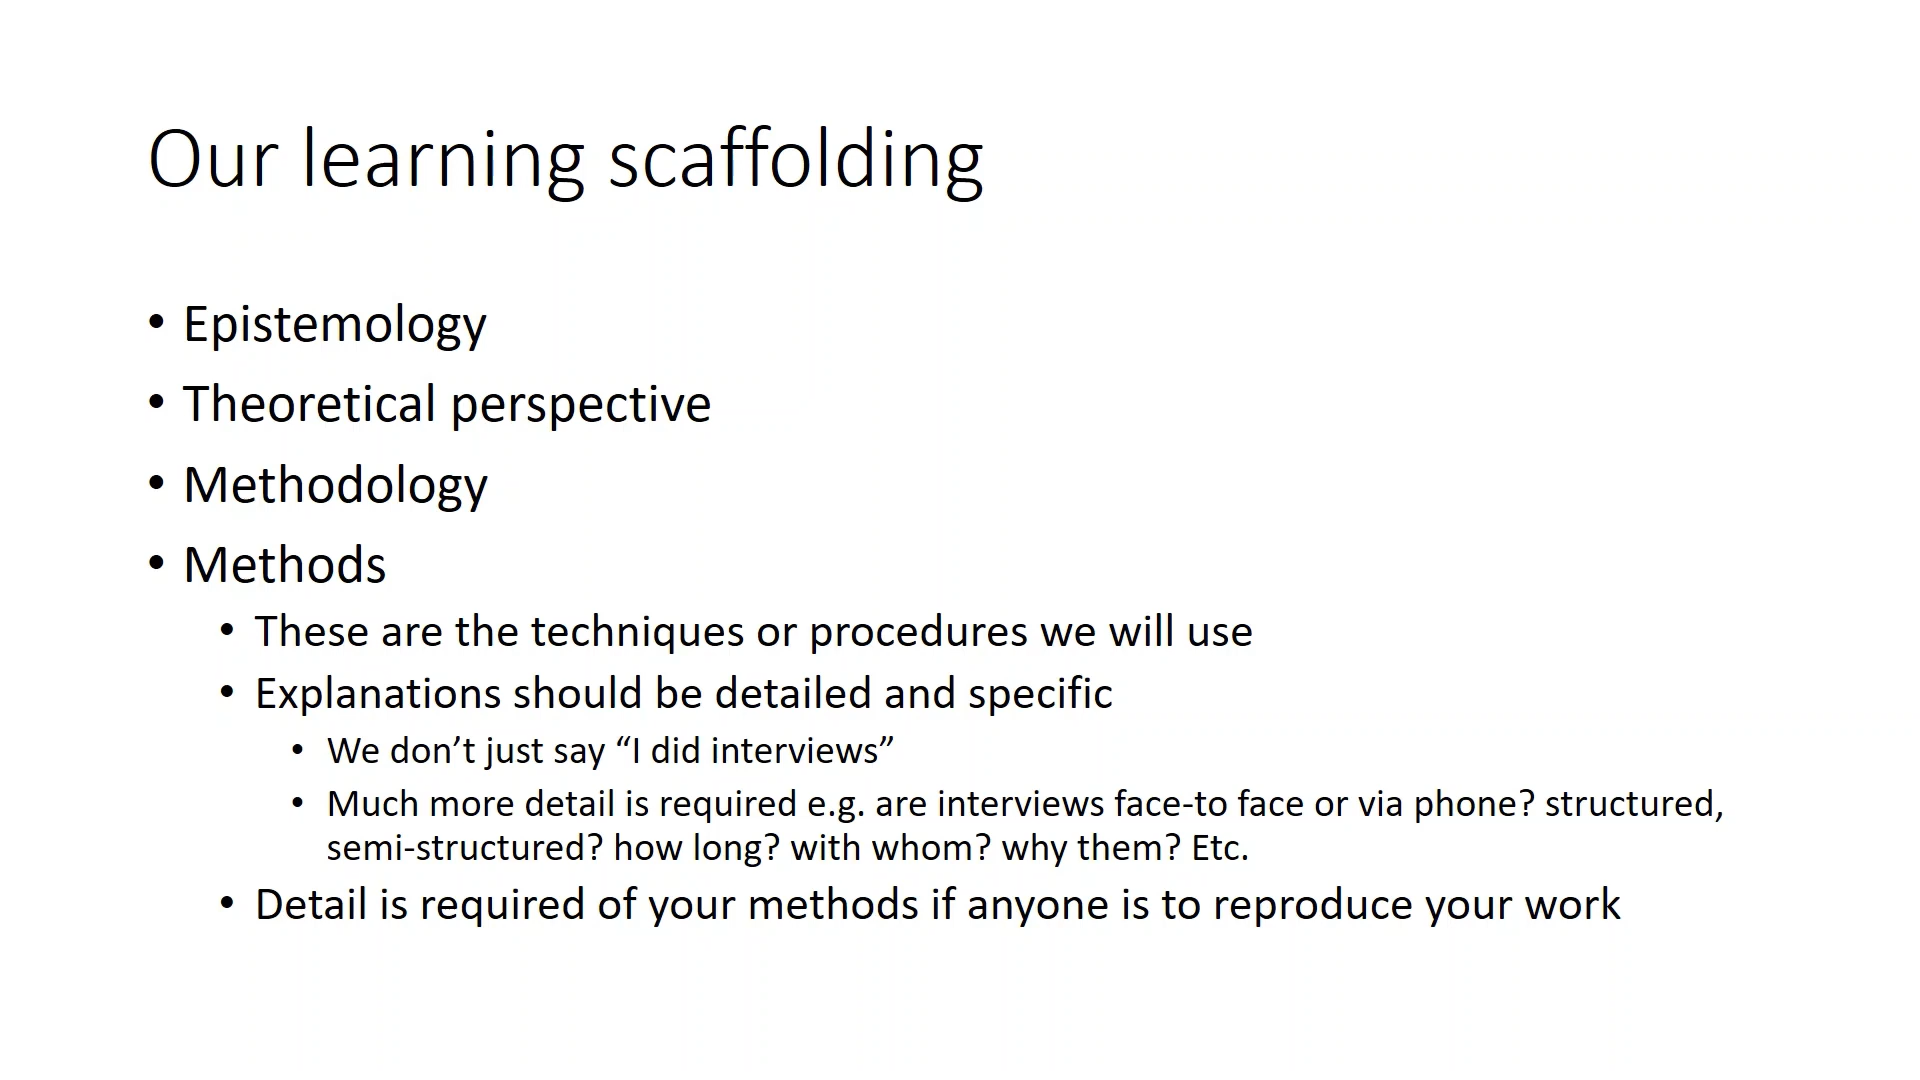 Our learning scaffolding
• Epistemology
• Theoretical perspective
• Methodology
• Methods
• These are the techniques or procedures we will use
• Explanations should be detailed and specific
• We don’t just say “I did interviews”
• Much more detail is required e.g. are interviews face-to face or via phone? structured,
semi-structured? how long? with whom? why them? Etc.
• Detail is required of your methods if anyone is to reproduce your work